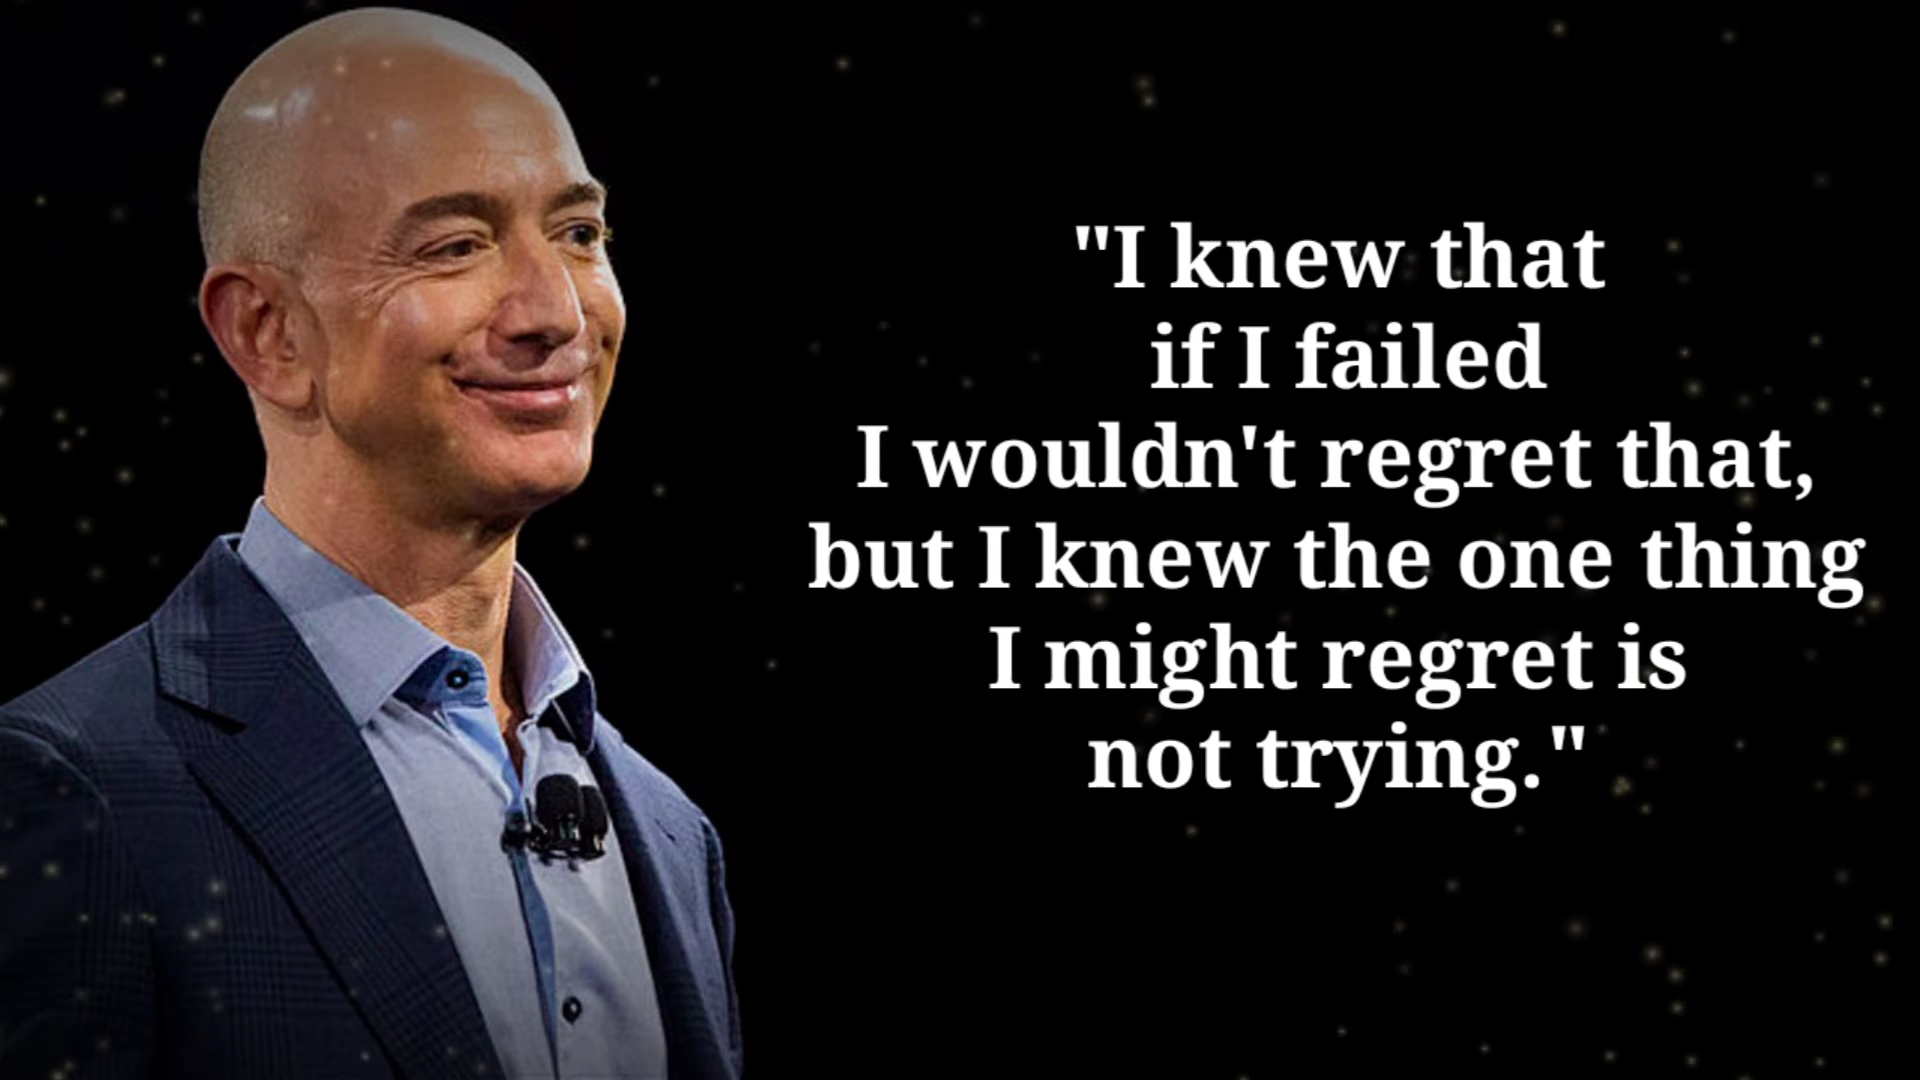 "I knew that
if I failed
I wouldn't regret that,
but I knew the one thing
I might regret is
not trying."